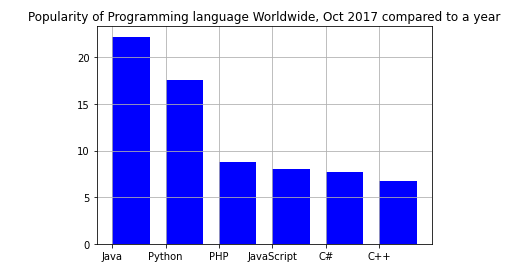 Popularity of Programming language Worldwide, Oct 2017 compared to a year
20
15
10
5
0
Java Python PHP JavaScript C# C++